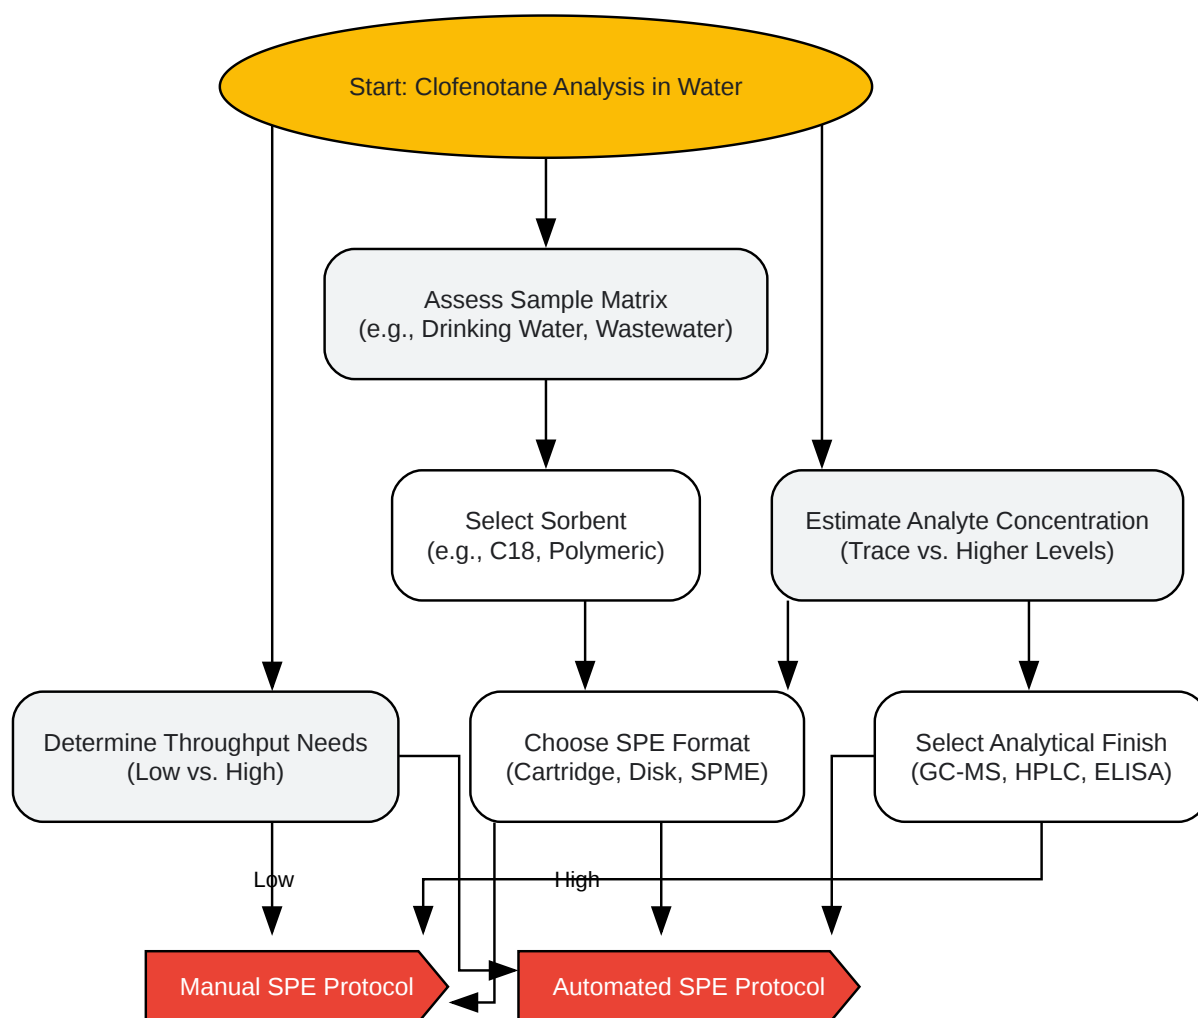 Start: Clofenotane Analysis in Water
Assess Sample Matrix
(e.g., Drinking Water, Wastewater)
Select Sorbent
(e.g., C18, Polymeric)
Estimate Analyte Concentration
(Trace vs. Higher Levels)
Determine Throughput Needs
(Low vs. High)
Choose SPE Format
(Cartridge, Disk, SPME)
Select Analytical Finish
(GC-MS, HPLC, ELISA)
Low
High
Manual SPE Protocol
Automated SPE Protocol